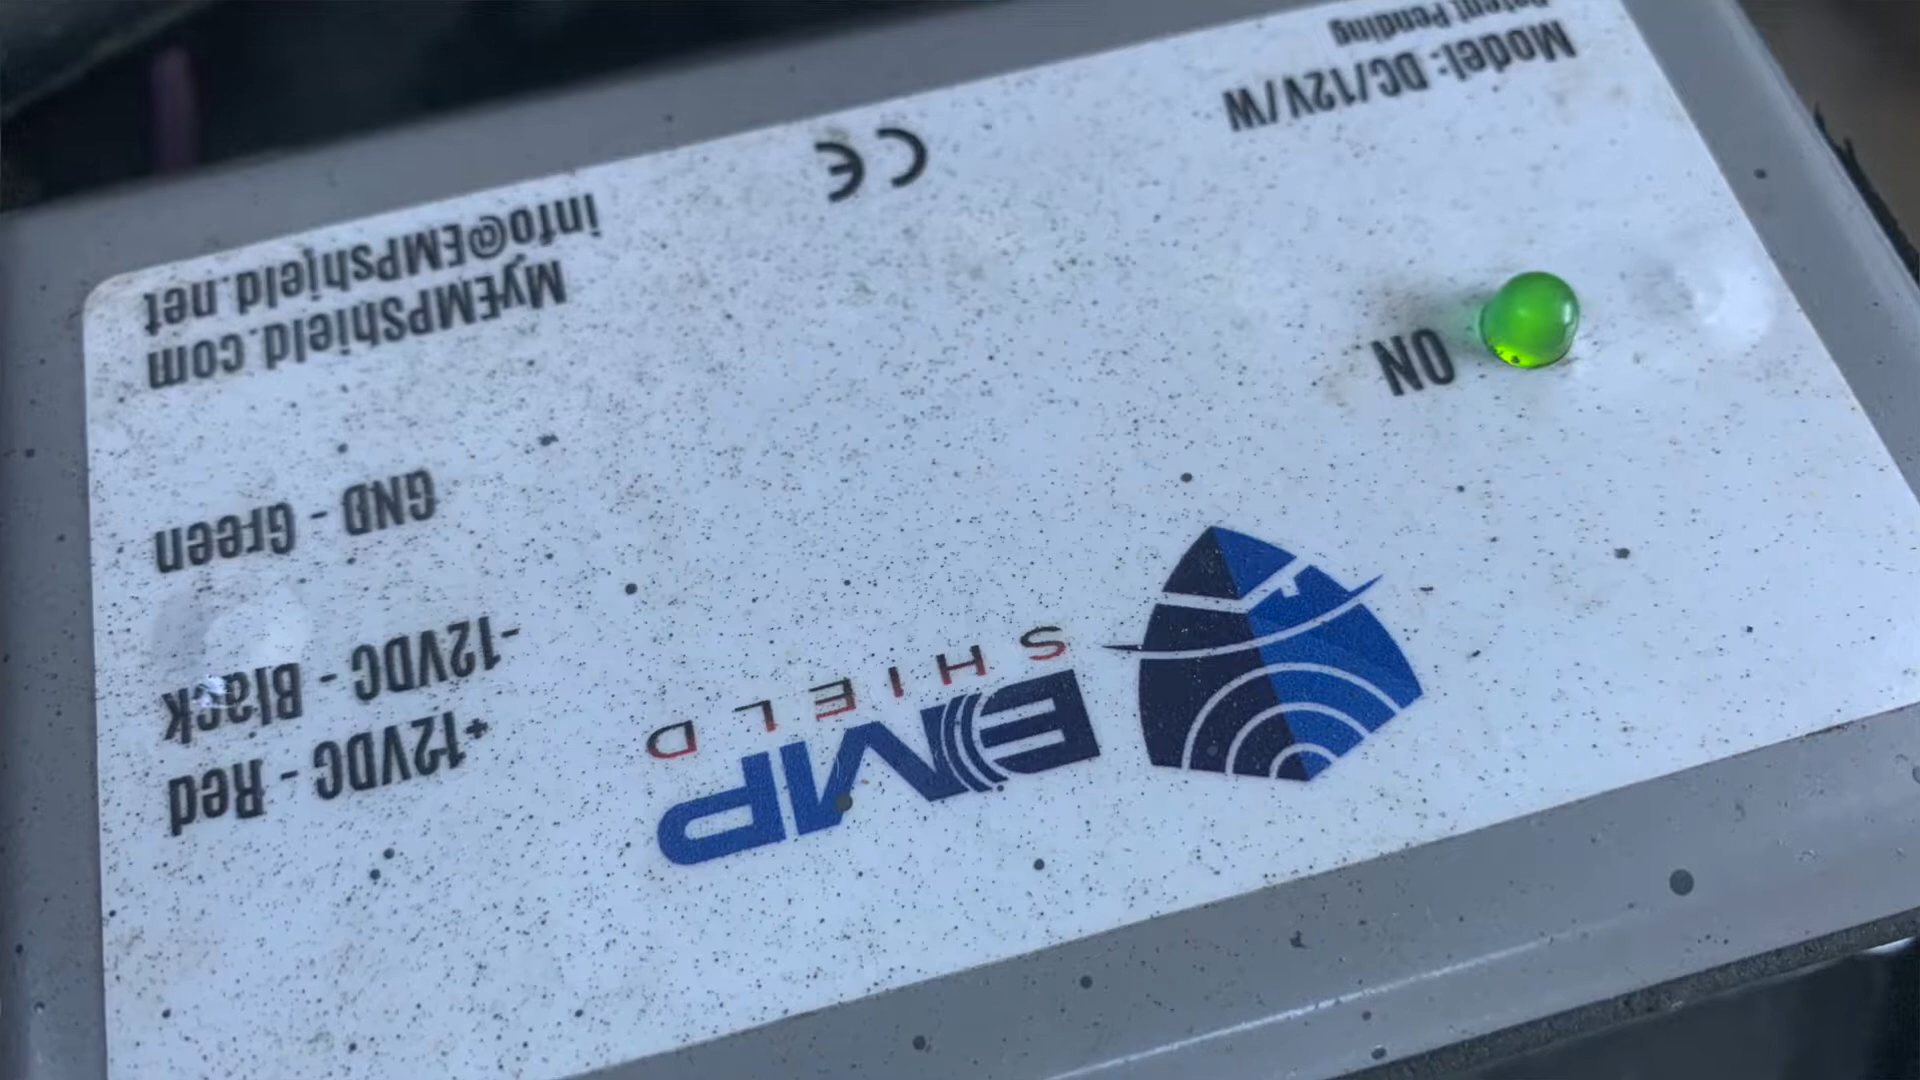 EMP
SHIELD
+12VDC - Red
-12VDC - Black
GND - Green
ON
MyEMPShield.com
info@EMPshield.net
CE
Model: DC/12V/W
Patent Pending